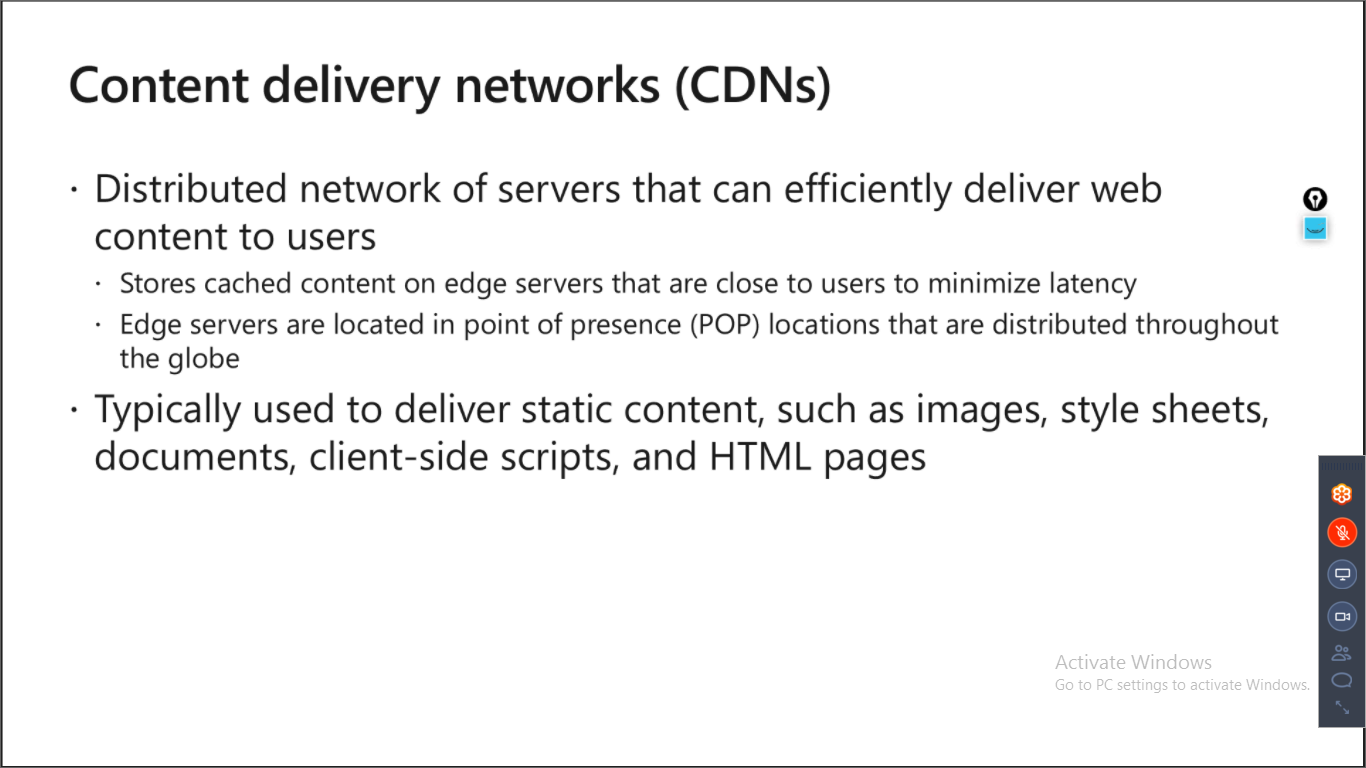 Content delivery networks (CDNs)
· Distributed network of servers that can efficiently deliver web
content to users
· Stores cached content on edge servers that are close to users to minimize latency
· Edge servers are located in point of presence (POP) locations that are distributed throughout
the globe
· Typically used to deliver static content, such as images, style sheets,
documents, client-side scripts, and HTML pages
Activate Windows
Go to PC settings to activate Windows.